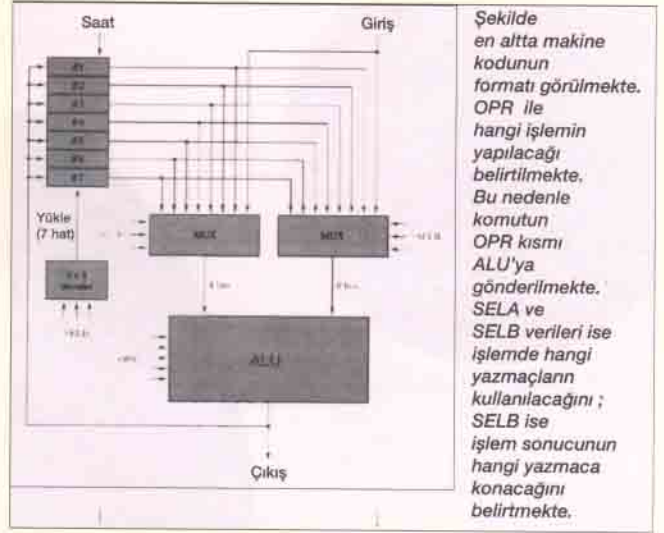 Saat
Giriş
R1
R2
R3
R4
R5
R6
R7
Yükle
(7 hat)
MUX
MUX
3 x 8
ALU
Çıkış
Şekilde
en altta makine
kodunun
formatı görülmekte.
OPR ile
hangi işlemin
yapılacağı
belirtilmekte.
Bu nedenle
komutun
OPR kısmı
ALU'ya
gönderilmekte.
SELA ve
SELB verileri ise
işlemde hangi
yazmaçların
kullanılacağını ;
SELB ise
işlem sonucunun
hangi yazmaca
konacağını
belirtmekte.